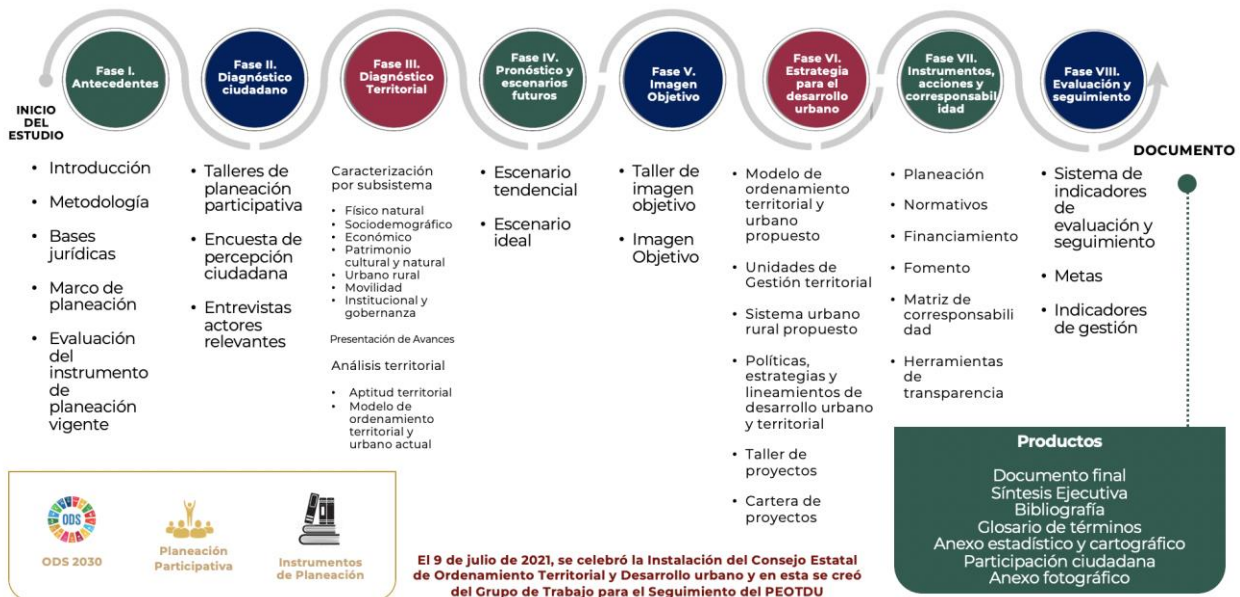 INICIO
DEL
ESTUDIO
Fase I.
Antecedentes
• Introducción
• Metodología
• Bases
jurídicas
• Marco de
planeación
• Evaluación
del
instrumento
de
planeación
vigente
Fase II.
Diagnóstico
ciudadano
• Talleres de
planeación
participativa
• Encuesta de
percepción
ciudadana
• Entrevistas
actores
relevantes
Fase III.
Diagnóstico
Territorial
Caracterización
por subsistema
• Físico natural
• Sociodemográfico
• Económico
• Patrimonio
cultural y natural
• Urbano rural
• Movilidad
• Institucional y
gobernanza
Presentación de Avances
Análisis territorial
• Aptitud territorial
• Modelo de
ordenamiento
territorial y
urbano actual
Fase IV.
Pronóstico y
escenarios
futuros
• Escenario
tendencial
• Escenario
ideal
Fase V.
Imagen
Objetivo
• Taller de
imagen
objetivo
• Imagen
Objetivo
Fase VI.
Estrategia
para el
desarrollo
urbano
• Modelo de
ordenamiento
territorial y
urbano
propuesto
• Unidades de
Gestión territorial
• Sistema urbano
rural propuesto
• Políticas,
estrategias y
lineamientos de
desarrollo urbano
y territorial
• Taller de
proyectos
• Cartera de
proyectos
Fase VII.
Instrumentos,
acciones y
corresponsabil
idad
• Planeación
• Normativos
• Financiamiento
• Fomento
• Matriz de
corresponsabili
dad
• Herramientas
de
transparencia
Fase VIII.
Evaluación y
seguimiento
• Sistema de
indicadores
de
evaluación y
seguimiento
• Metas
• Indicadores
de gestión
DOCUMENTO
Productos
Documento final
Síntesis Ejecutiva
Bibliografía
Glosario de términos
Anexo estadístico y cartográfico
Participación ciudadana
Anexo fotográfico
ODS
ODS 2030
Planeación
Participativa
Instrumentos
de Planeación
El 9 de julio de 2021, se celebró la Instalación del Consejo Estatal
de Ordenamiento Territorial y Desarrollo urbano y en esta se creó
del Grupo de Trabajo para el Seguimiento del PEOTDU